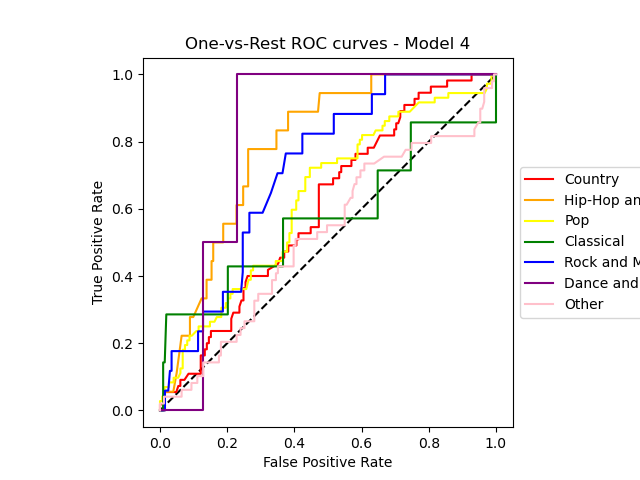 One-vs-Rest ROC curves - Model 4
True Positive Rate
1.0
0.8
0.6
0.4
0.2
0.0
0.0 0.2 0.4 0.6 0.8 1.0
False Positive Rate
Country
Hip-Hop an
Pop
Classical
Rock and M
Dance and
Other